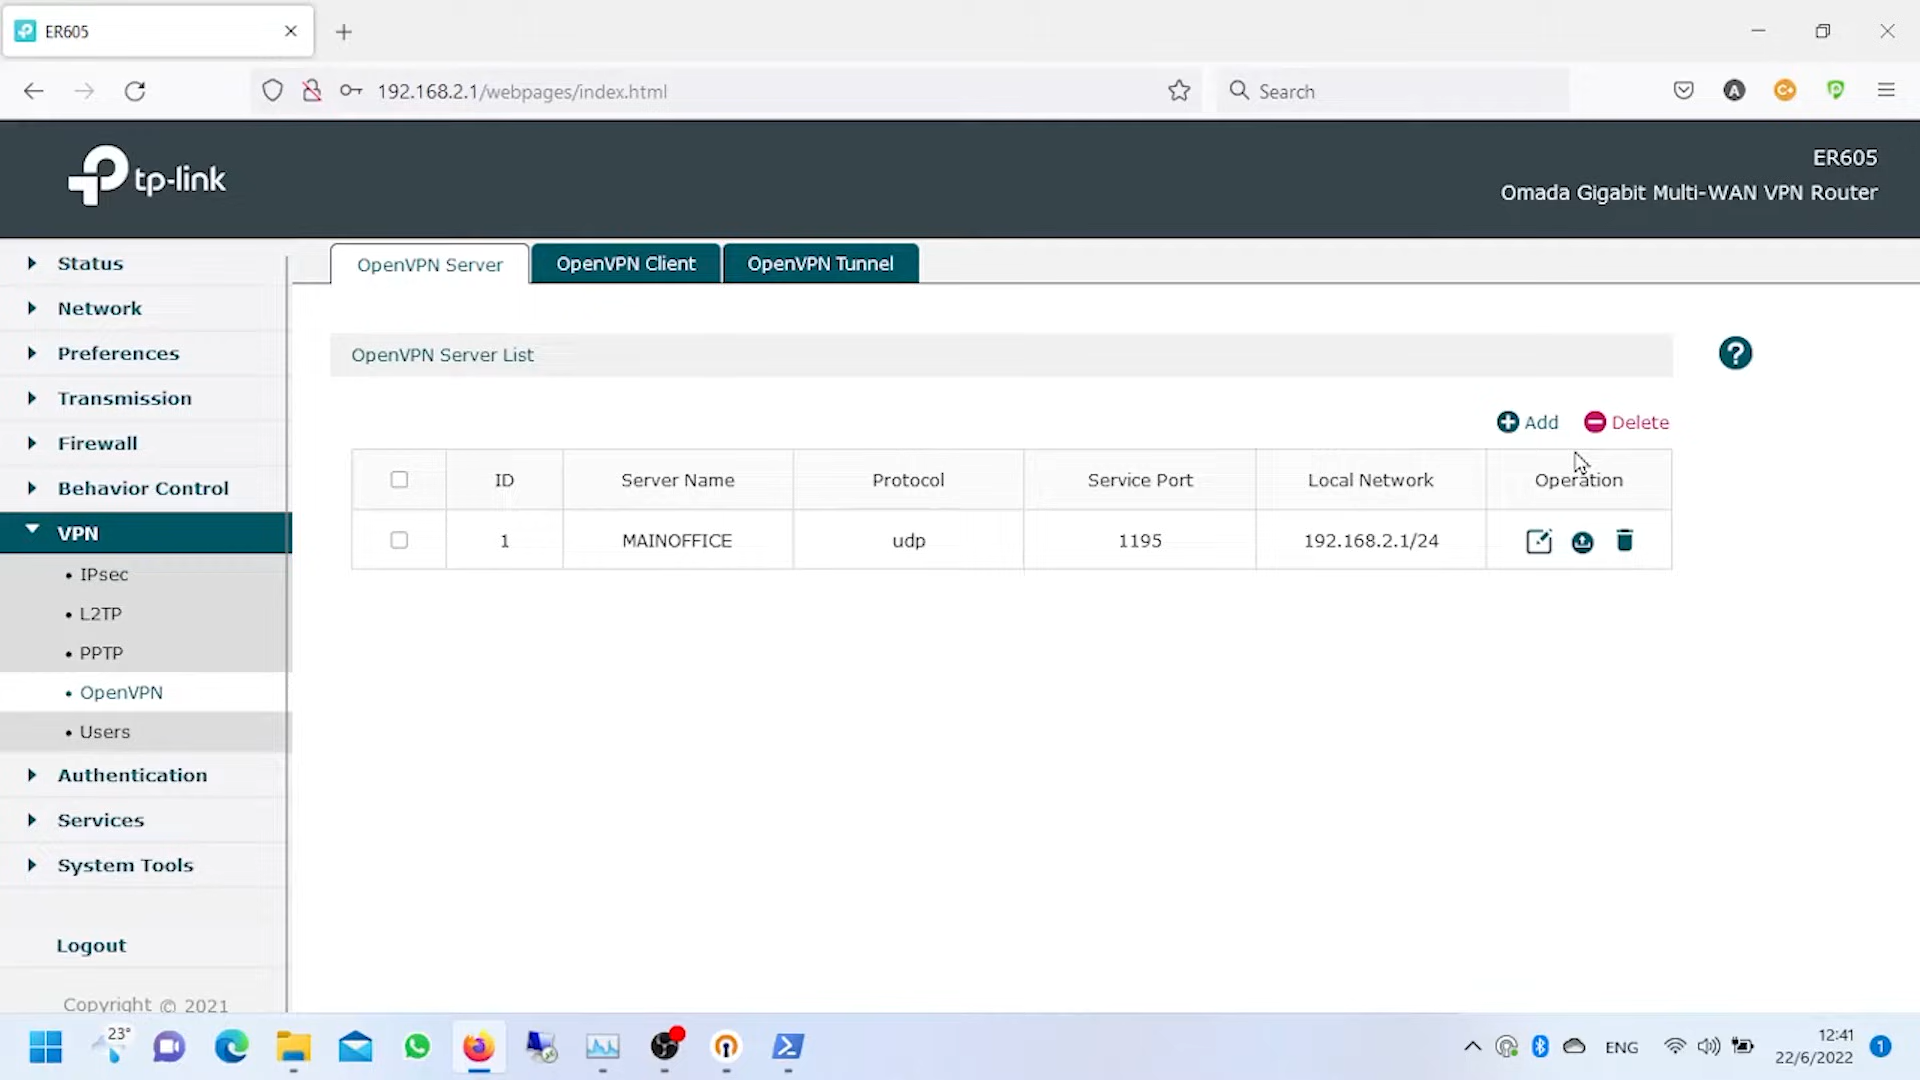 ER605
192.168.2.1/webpages/index.html
Search
tp-link
ER605
Omada Gigabit Multi-WAN VPN Router
Status
Network
Preferences
Transmission
Firewall
Behavior Control
VPN
• IPsec
• L2TP
• PPTP
• OpenVPN
• Users
Authentication
Services
System Tools
Logout
Copyright © 2021
OpenVPN Server OpenVPN Client OpenVPN Tunnel
OpenVPN Server List
?
Add Delete
ID Server Name Protocol Service Port Local Network Operation
1 MAINOFFICE udp 1195 192.168.2.1/24
23°
ENG
12:41
22/6/2022
1